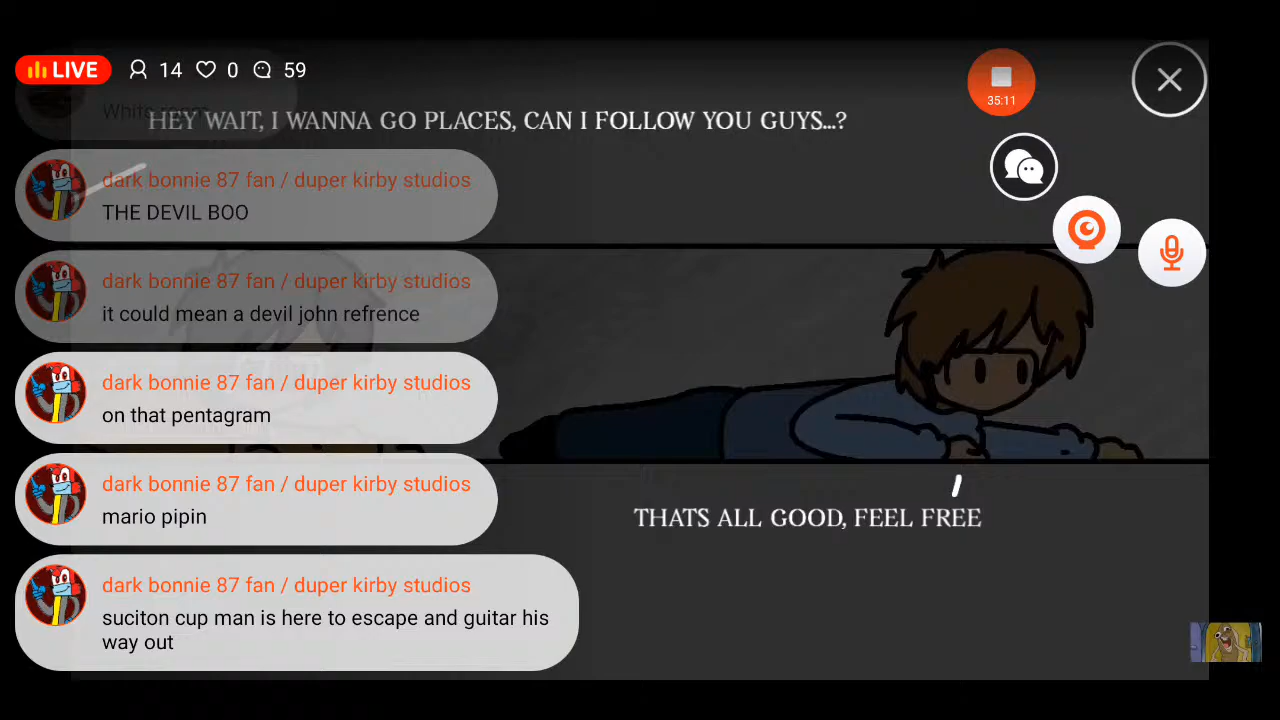 LIVE 14 0 59
35:11
White room
HEY WAIT, I WANNA GO PLACES, CAN I FOLLOW YOU GUYS...?
dark bonnie 87 fan / duper kirby studios
THE DEVIL BOO
dark bonnie 87 fan / duper kirby studios
it could mean a devil john refrence
dark bonnie 87 fan / duper kirby studios
on that pentagram
dark bonnie 87 fan / duper kirby studios
mario pipin
THATS ALL GOOD, FEEL FREE
dark bonnie 87 fan / duper kirby studios
suciton cup man is here to escape and guitar his
way out